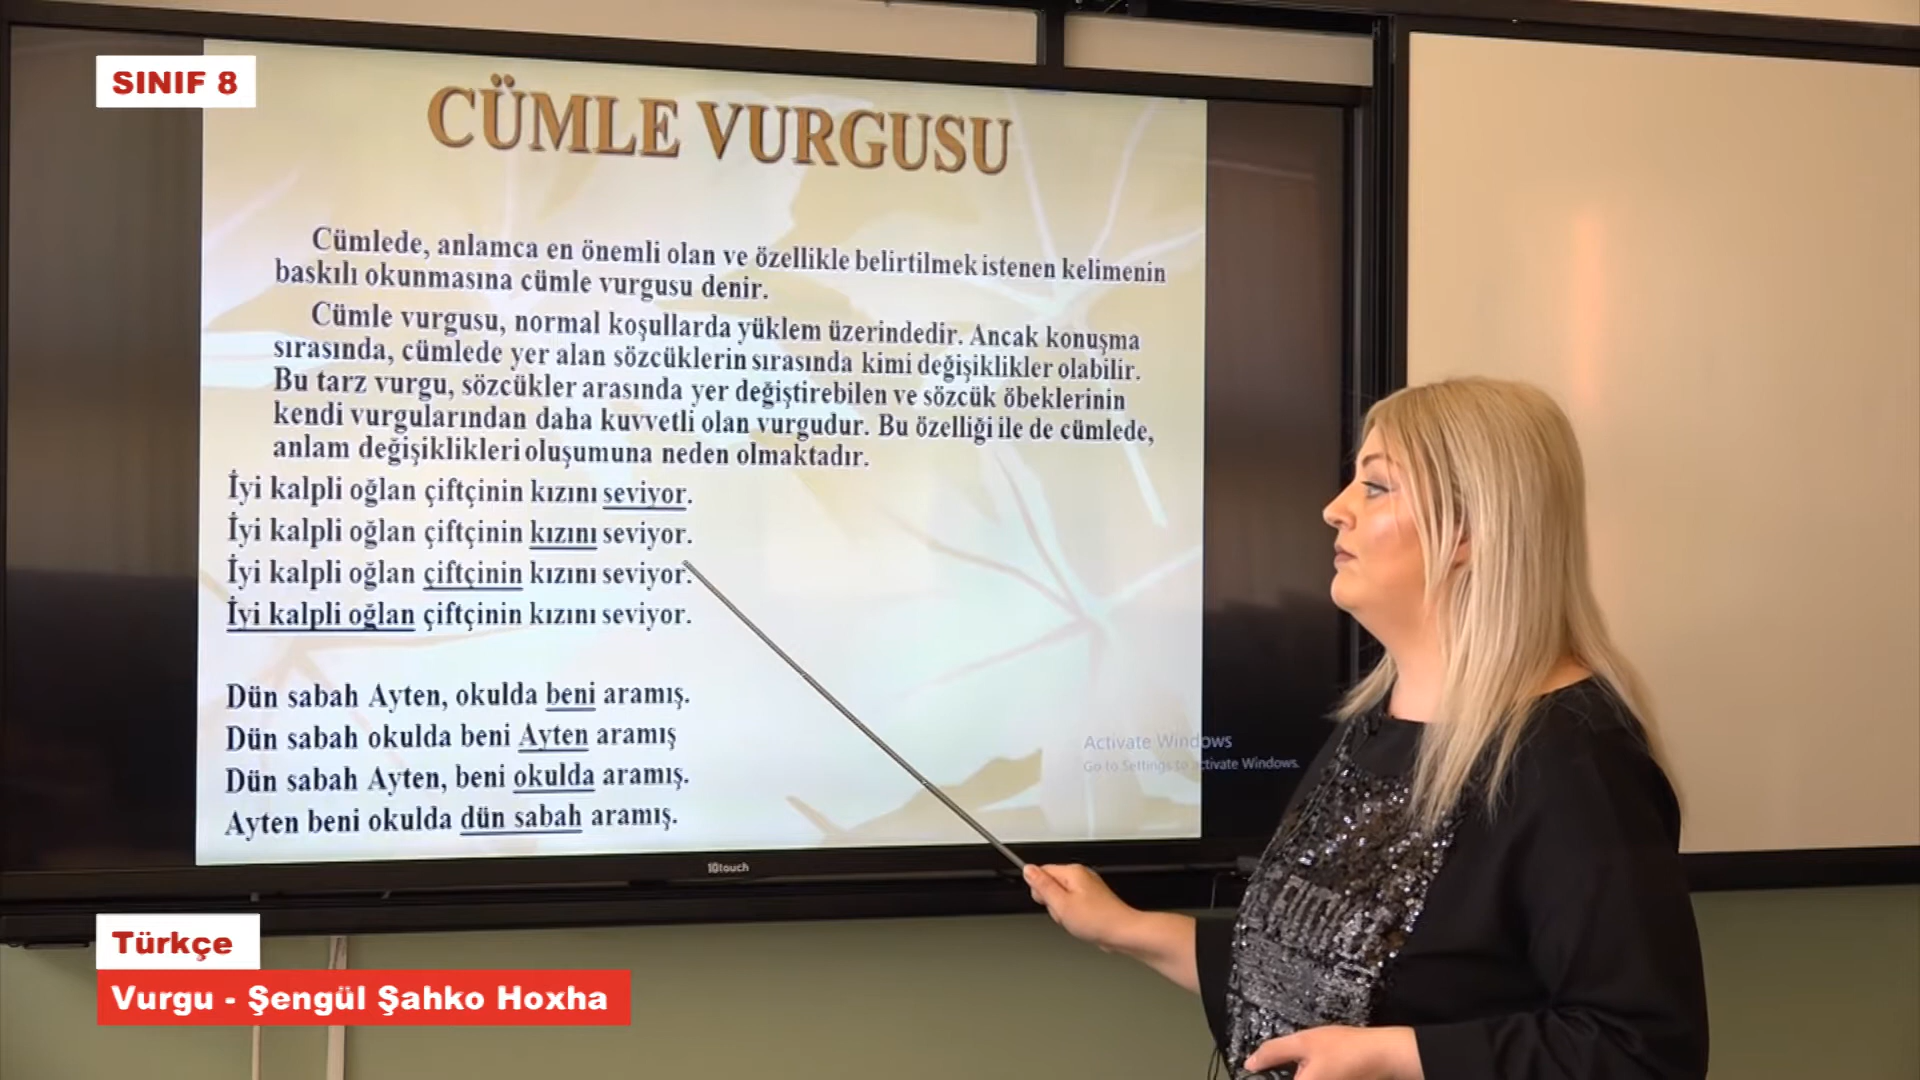 SINIF 8
CÜMLE VURGUSU
Cümlede, anlamca en önemli olan ve özellikle belirtilmek istenen kelimenin
baskılı okunmasına cümle vurgusu denir.
Cümle vurgusu, normal koşullarda yüklem üzerindedir. Ancak konuşma
sırasında, cümlede yer alan sözcüklerin sırasında kimi değişiklikler olabilir.
Bu tarz vurgu, sözcükler arasında yer değiştirebilen ve sözcük öbeklerinin
kendi vurgularından daha kuvvetli olan vurgudur. Bu özelliği ile de cümlede,
anlam değişiklikleri oluşumuna neden olmaktadır.
İyi kalpli oğlan çiftçinin kızını seviyor.
İyi kalpli oğlan çiftçinin kızını seviyor.
İyi kalpli oğlan çiftçinin kızını seviyor.
İyi kalpli oğlan çiftçinin kızını seviyor.
Dün sabah Ayten, okulda beni aramış.
Dün sabah okulda beni Ayten aramış
Dün sabah Ayten, beni okulda aramış.
Ayten beni okulda dün sabah aramış.
Activate Windows
Go to Settings to activate Windows.
10touch
Türkçe
Vurgu - Şengül Şahko Hoxha